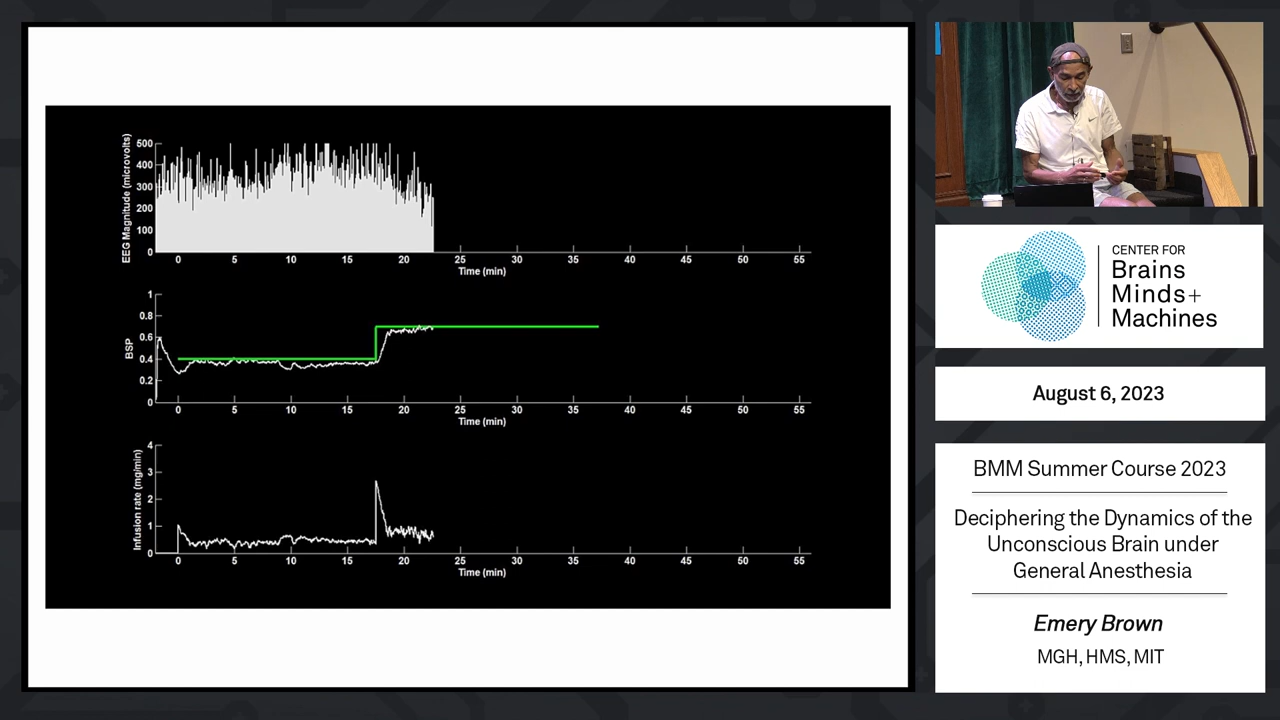 EEG Magnitude (microvolts)
500
400
300
200
100
0
0 5 10 15 20 25 30 35 40 45 50 55
Time (min)
BSP
1
0.8
0.6
0.4
0.2
0
0 5 10 15 20 25 30 35 40 45 50 55
Time (min)
Infusion rate (mg/min)
4
3
2
1
0
0 5 10 15 20 25 30 35 40 45 50 55
Time (min)
CENTER FOR
Brains
Minds+
Machines
August 6, 2023
BMM Summer Course 2023
Deciphering the Dynamics of the
Unconscious Brain under
General Anesthesia
Emery Brown
MGH, HMS, MIT